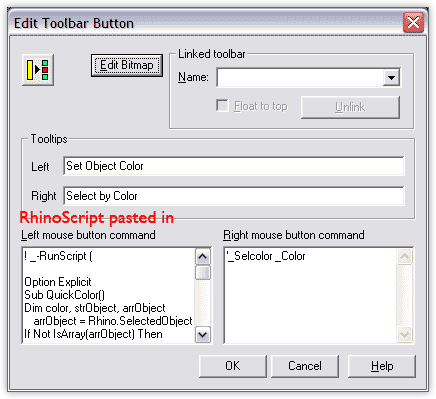 Edit Toolbar Button
Edit Bitmap
Linked toolbar
Name:
Float to top
Unlink
Tooltips
Left
Set Object Color
Right
Select by Color
RhinoScript pasted in
Left mouse button command
! _-RunScript (
Option Explicit
Sub QuickColor()
Dim color, strObject, arrObject
arrObject = Rhino.SelectedObject
If Not IsArray(arrObject) Then
Right mouse button command
'_Selcolor _Color
OK
Cancel
Help